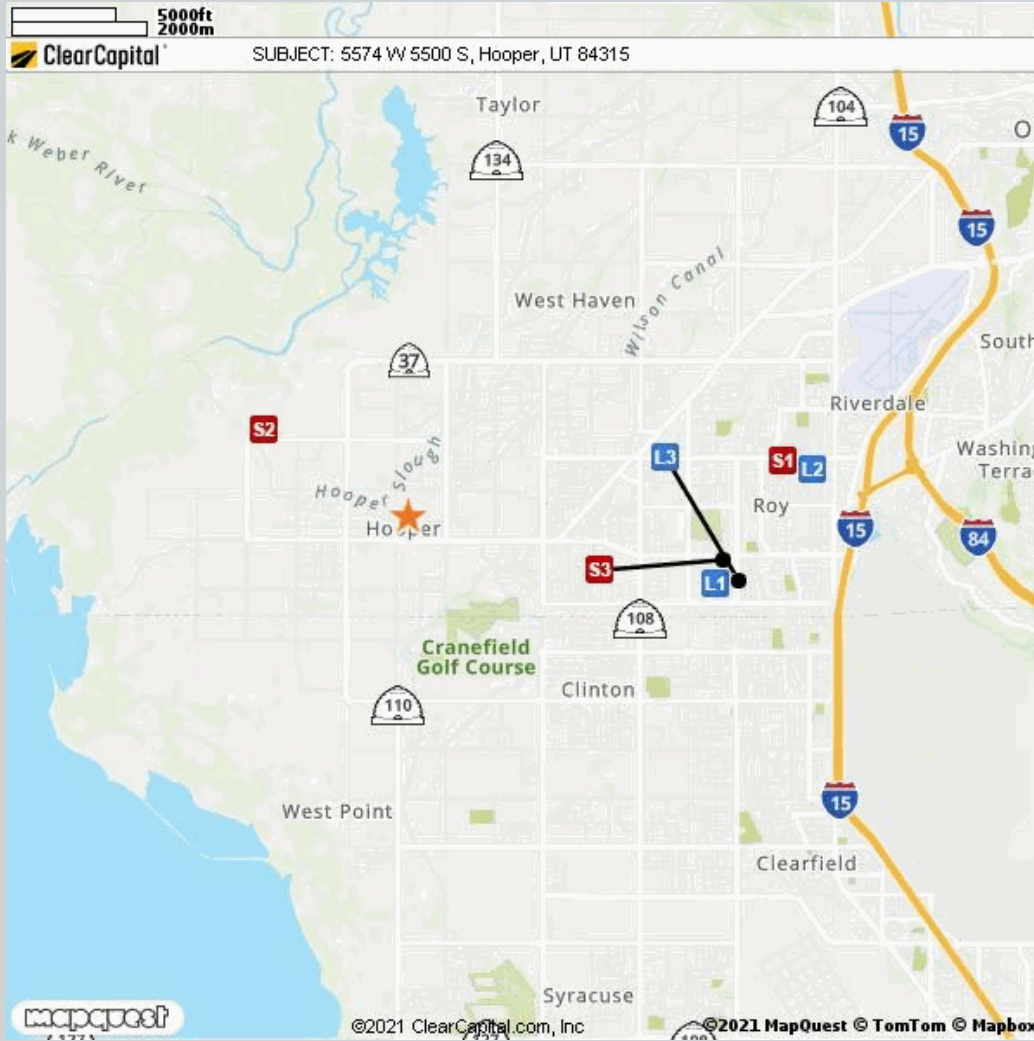 5000ft
2000m
ClearCapital
SUBJECT: 5574 W 5500 S, Hooper, UT 84315
Taylor
104
15
O
k Weber River
134
15
West Haven
Wilson Canal
37
South
Riverdale
S2
L3
S1
L2
Washing
Terra
Hooper Slough
Roy
Hooper
15
84
S3
L1
108
Cranefield
Golf Course
Clinton
110
15
West Point
Clearfield
Syracuse
mapquest
©2021 ClearCapital.com, Inc
©2021 MapQuest © TomTom © Mapbox